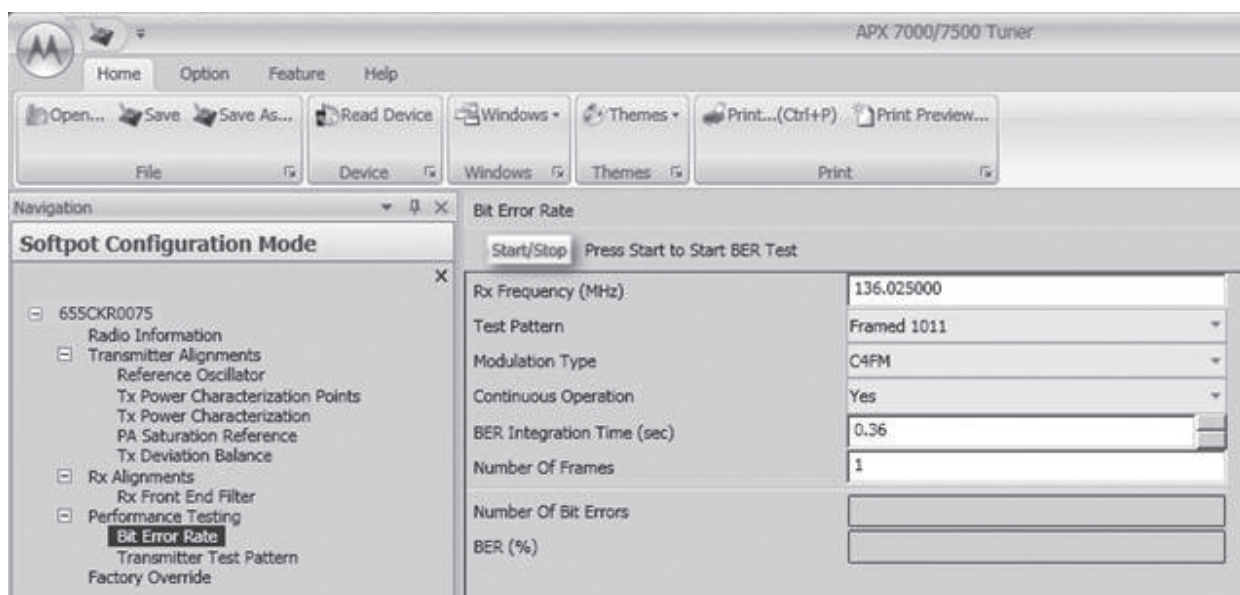 APX 7000/7500 Tuner
Home Option Feature Help
Open... Save Save As... Read Device Windows Themes Print...(Ctrl+P) Print Preview...
File Device Windows Themes Print
Navigation
Softpot Configuration Mode
655CKR0075
Radio Information
Transmitter Alignments
Reference Oscillator
Tx Power Characterization Points
Tx Power Characterization
PA Saturation Reference
Tx Deviation Balance
Rx Alignments
Rx Front End Filter
Performance Testing
Bit Error Rate
Transmitter Test Pattern
Factory Override
Bit Error Rate
Start/Stop Press Start to Start BER Test
Rx Frequency (MHz) 136.025000
Test Pattern Framed 1011
Modulation Type C4FM
Continuous Operation Yes
BER Integration Time (sec) 0.36
Number Of Frames 1
Number Of Bit Errors
BER (%)